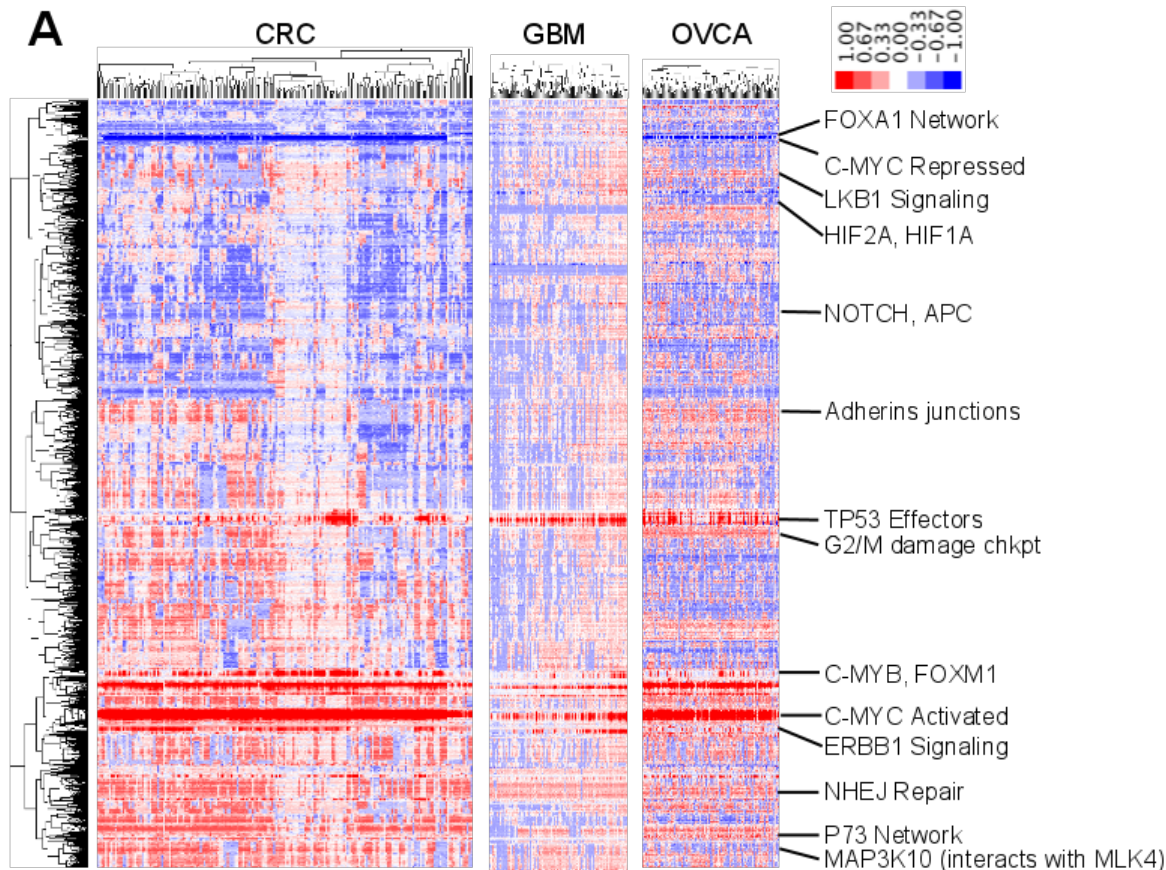 A
CRC
GBM
OVCA
1.00
0.67
0.33
0.00
-0.33
-0.67
-1.00
FOXA1 Network
C-MYC Repressed
LKB1 Signaling
HIF2A, HIF1A
NOTCH, APC
Adherins junctions
TP53 Effectors
G2/M damage chkpt
C-MYB, FOXM1
C-MYC Activated
ERBB1 Signaling
NHEJ Repair
P73 Network
MAP3K10 (interacts with MLK4)